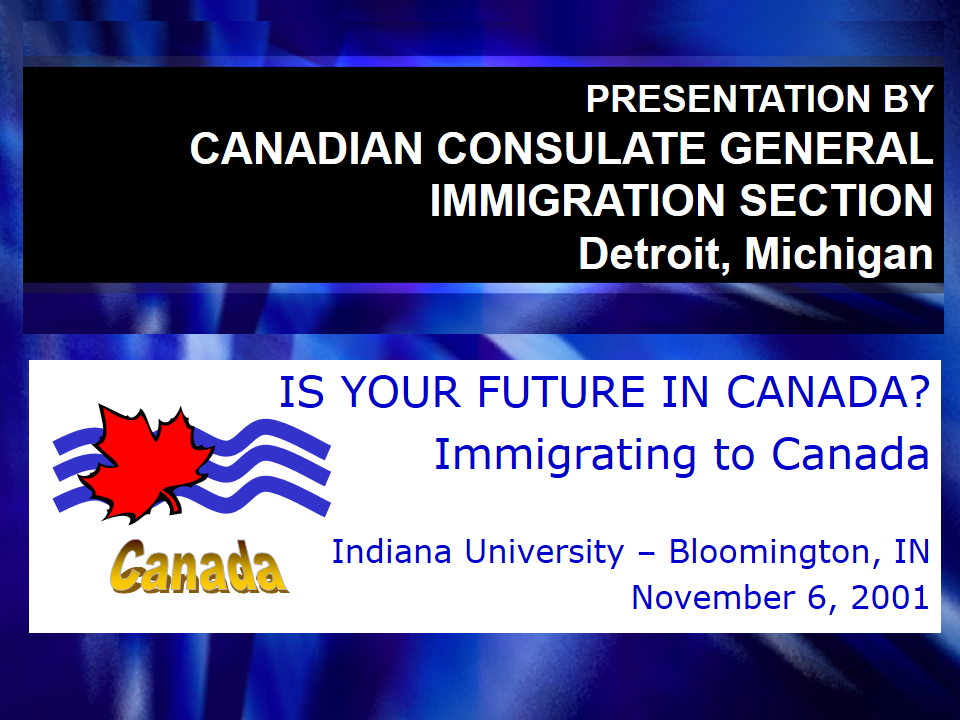 PRESENTATION BY
CANADIAN CONSULATE GENERAL
IMMIGRATION SECTION
Detroit, Michigan
IS YOUR FUTURE IN CANADA?
Immigrating to Canada
Canada
Indiana University – Bloomington, IN
November 6, 2001